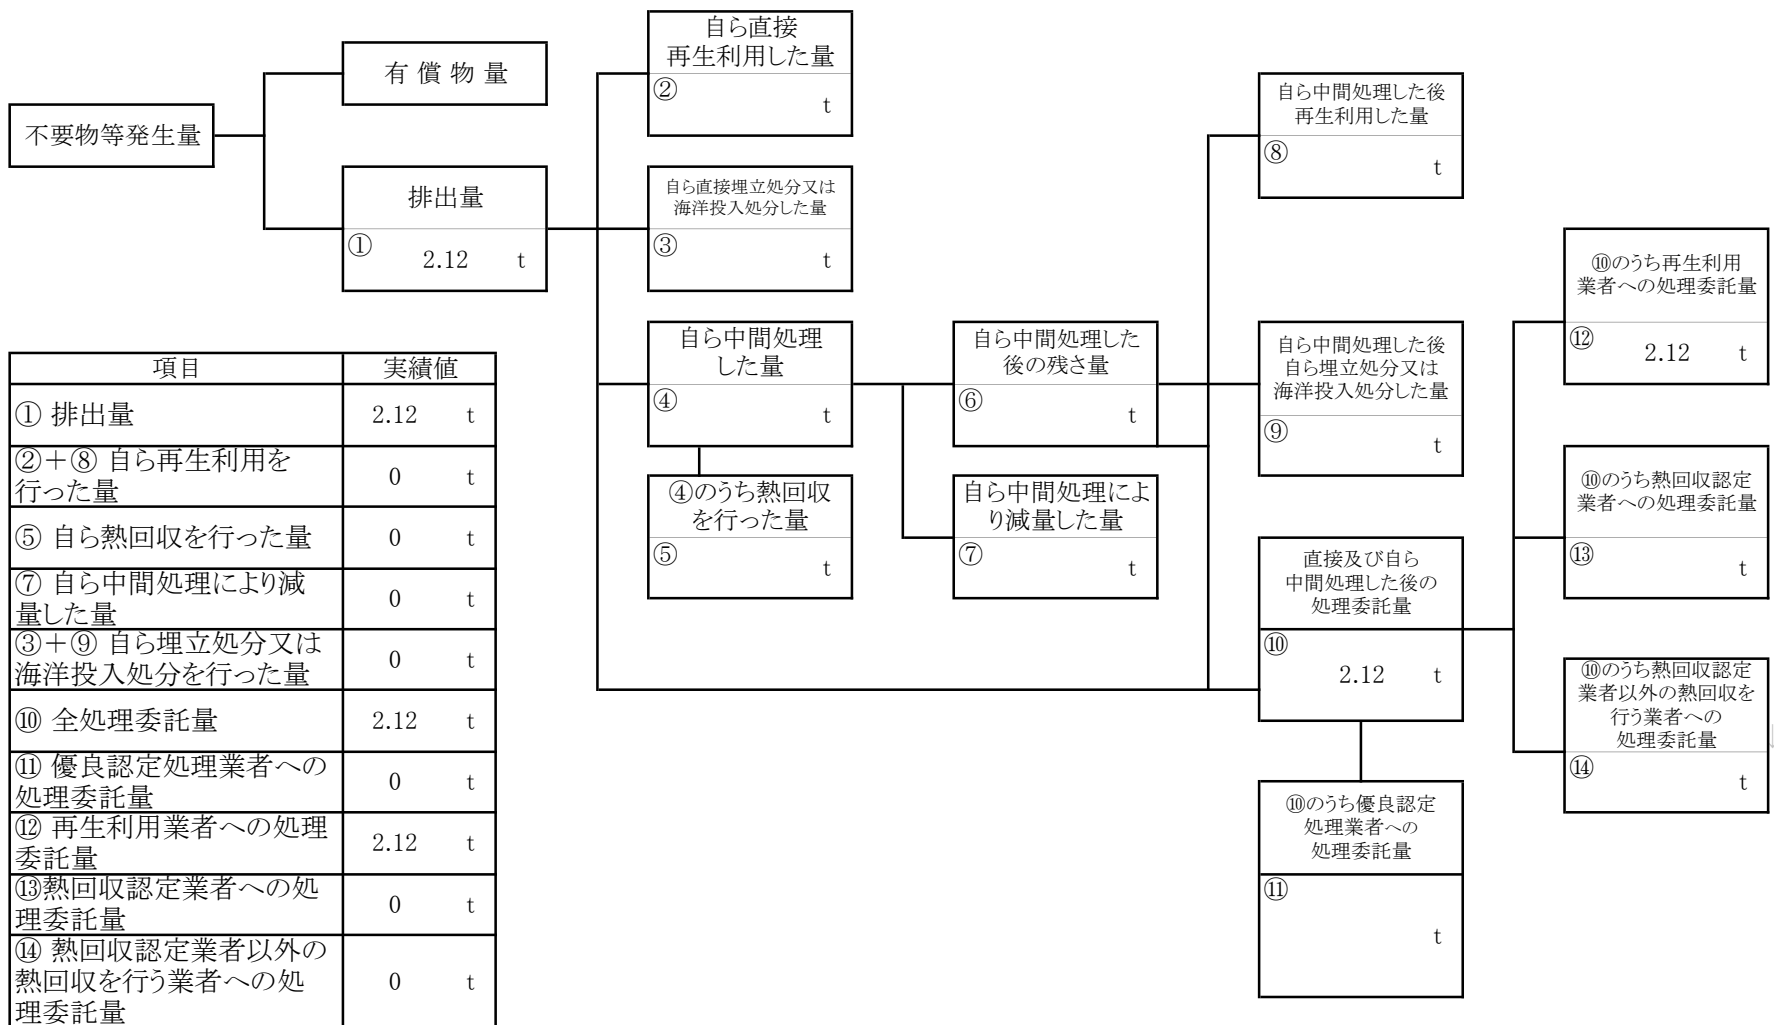 不要物等発生量
有償物量
排出量
① 2.12 t
自ら直接
再生利用した量
② t
自ら直接埋立処分又は
海洋投入処分した量
③ t
自ら中間処理
した量
④ t
④のうち熱回収
を行った量
⑤ t
自ら中間処理した
後の残さ量
⑥ t
自ら中間処理によ
り減量した量
⑦ t
自ら中間処理した後
再生利用した量
⑧ t
自ら中間処理した後
自ら埋立処分又は
海洋投入処分した量
⑨ t
直接及び自ら
中間処理した後の
処理委託量
⑩ 2.12 t
⑩のうち優良認定
処理業者への
処理委託量
⑪ t
⑩のうち再生利用
業者への処理委託量
⑫ 2.12 t
⑩のうち熱回収認定
業者への処理委託量
⑬ t
⑩のうち熱回収認定
業者以外の熱回収を
行う業者への
処理委託量
⑭ t
項目 実績値
① 排出量 2.12 t
②＋⑧ 自ら再生利用を
行った量 0 t
⑤ 自ら熱回収を行った量 0 t
⑦ 自ら中間処理により減
量した量 0 t
③＋⑨ 自ら埋立処分又は
海洋投入処分を行った量 0 t
⑩ 全処理委託量 2.12 t
⑪ 優良認定処理業者への
処理委託量 0 t
⑫ 再生利用業者への処理
委託量 2.12 t
⑬熱回収認定業者への処
理委託量 0 t
⑭ 熱回収認定業者以外の
熱回収を行う業者への処
理委託量 0 t